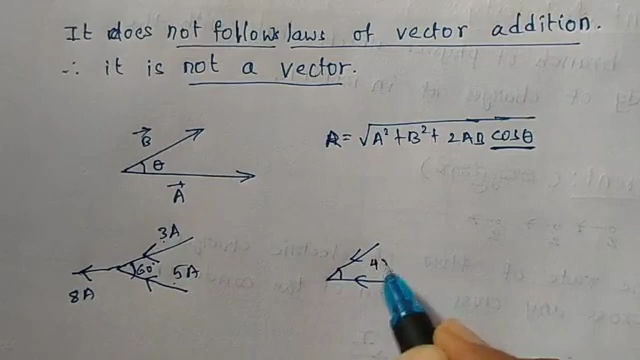 It does not follows laws of vector addition.
∴ it is not a vector.
B⃗
θ
A⃗
R = √A² + B² + 2AB cosθ
3A
60°
5A
8A
4